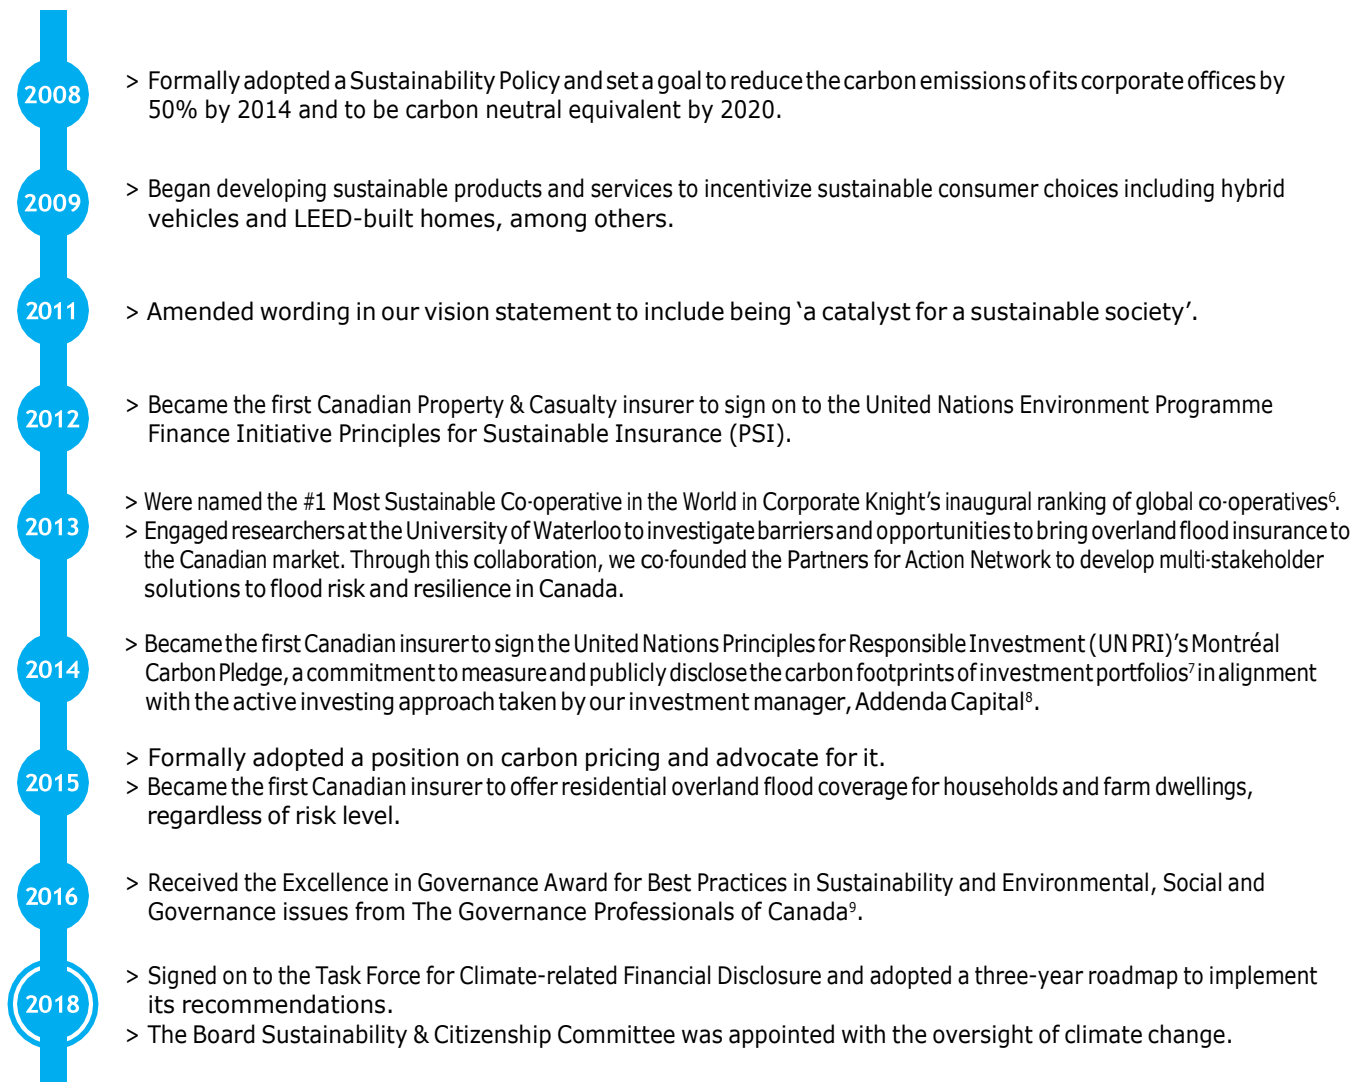 2008
> Formally adopted a Sustainability Policy and set a goal to reduce the carbon emissions of its corporate offices by
50% by 2014 and to be carbon neutral equivalent by 2020.
2009
> Began developing sustainable products and services to incentivize sustainable consumer choices including hybrid
vehicles and LEED-built homes, among others.
2011
> Amended wording in our vision statement to include being ‘a catalyst for a sustainable society’.
2012
> Became the first Canadian Property & Casualty insurer to sign on to the United Nations Environment Programme
Finance Initiative Principles for Sustainable Insurance (PSI).
2013
> Were named the #1 Most Sustainable Co-operative in the World in Corporate Knight’s inaugural ranking of global co-operatives⁶.
> Engaged researchers at the University of Waterloo to investigate barriers and opportunities to bring overland flood insurance to
the Canadian market. Through this collaboration, we co-founded the Partners for Action Network to develop multi-stakeholder
solutions to flood risk and resilience in Canada.
2014
> Became the first Canadian insurer to sign the United Nations Principles for Responsible Investment (UN PRI)’s Montréal
Carbon Pledge, a commitment to measure and publicly disclose the carbon footprints of investment portfolios⁷ in alignment
with the active investing approach taken by our investment manager, Addenda Capital⁸.
2015
> Formally adopted a position on carbon pricing and advocate for it.
> Became the first Canadian insurer to offer residential overland flood coverage for households and farm dwellings,
regardless of risk level.
2016
> Received the Excellence in Governance Award for Best Practices in Sustainability and Environmental, Social and
Governance issues from The Governance Professionals of Canada⁹.
2018
> Signed on to the Task Force for Climate-related Financial Disclosure and adopted a three-year roadmap to implement
its recommendations.
> The Board Sustainability & Citizenship Committee was appointed with the oversight of climate change.